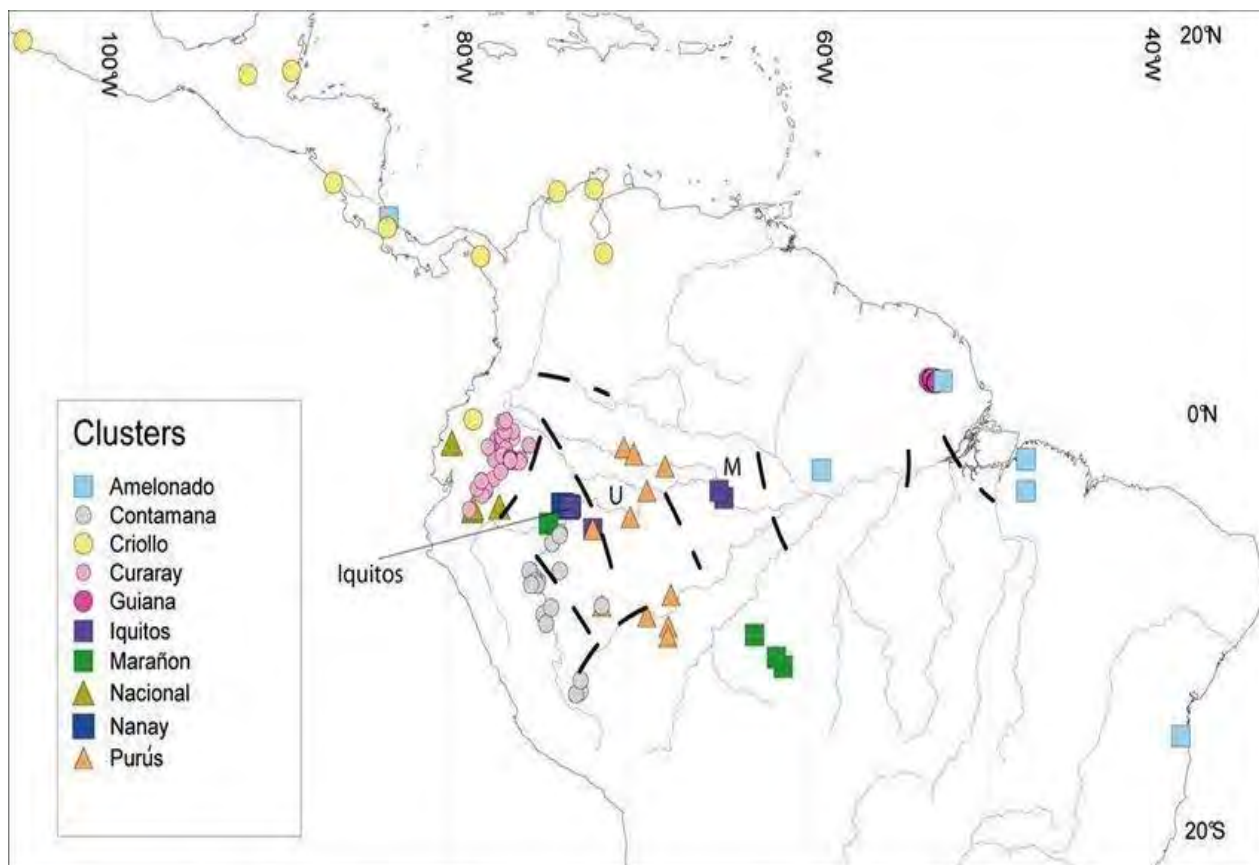 100°W
80°W
60°W
40°W
20°N
0°N
M
U
Iquitos
20°S
Clusters
Amelonado
Contamana
Criollo
Curaray
Guiana
Iquitos
Marañon
Nacional
Nanay
Purús